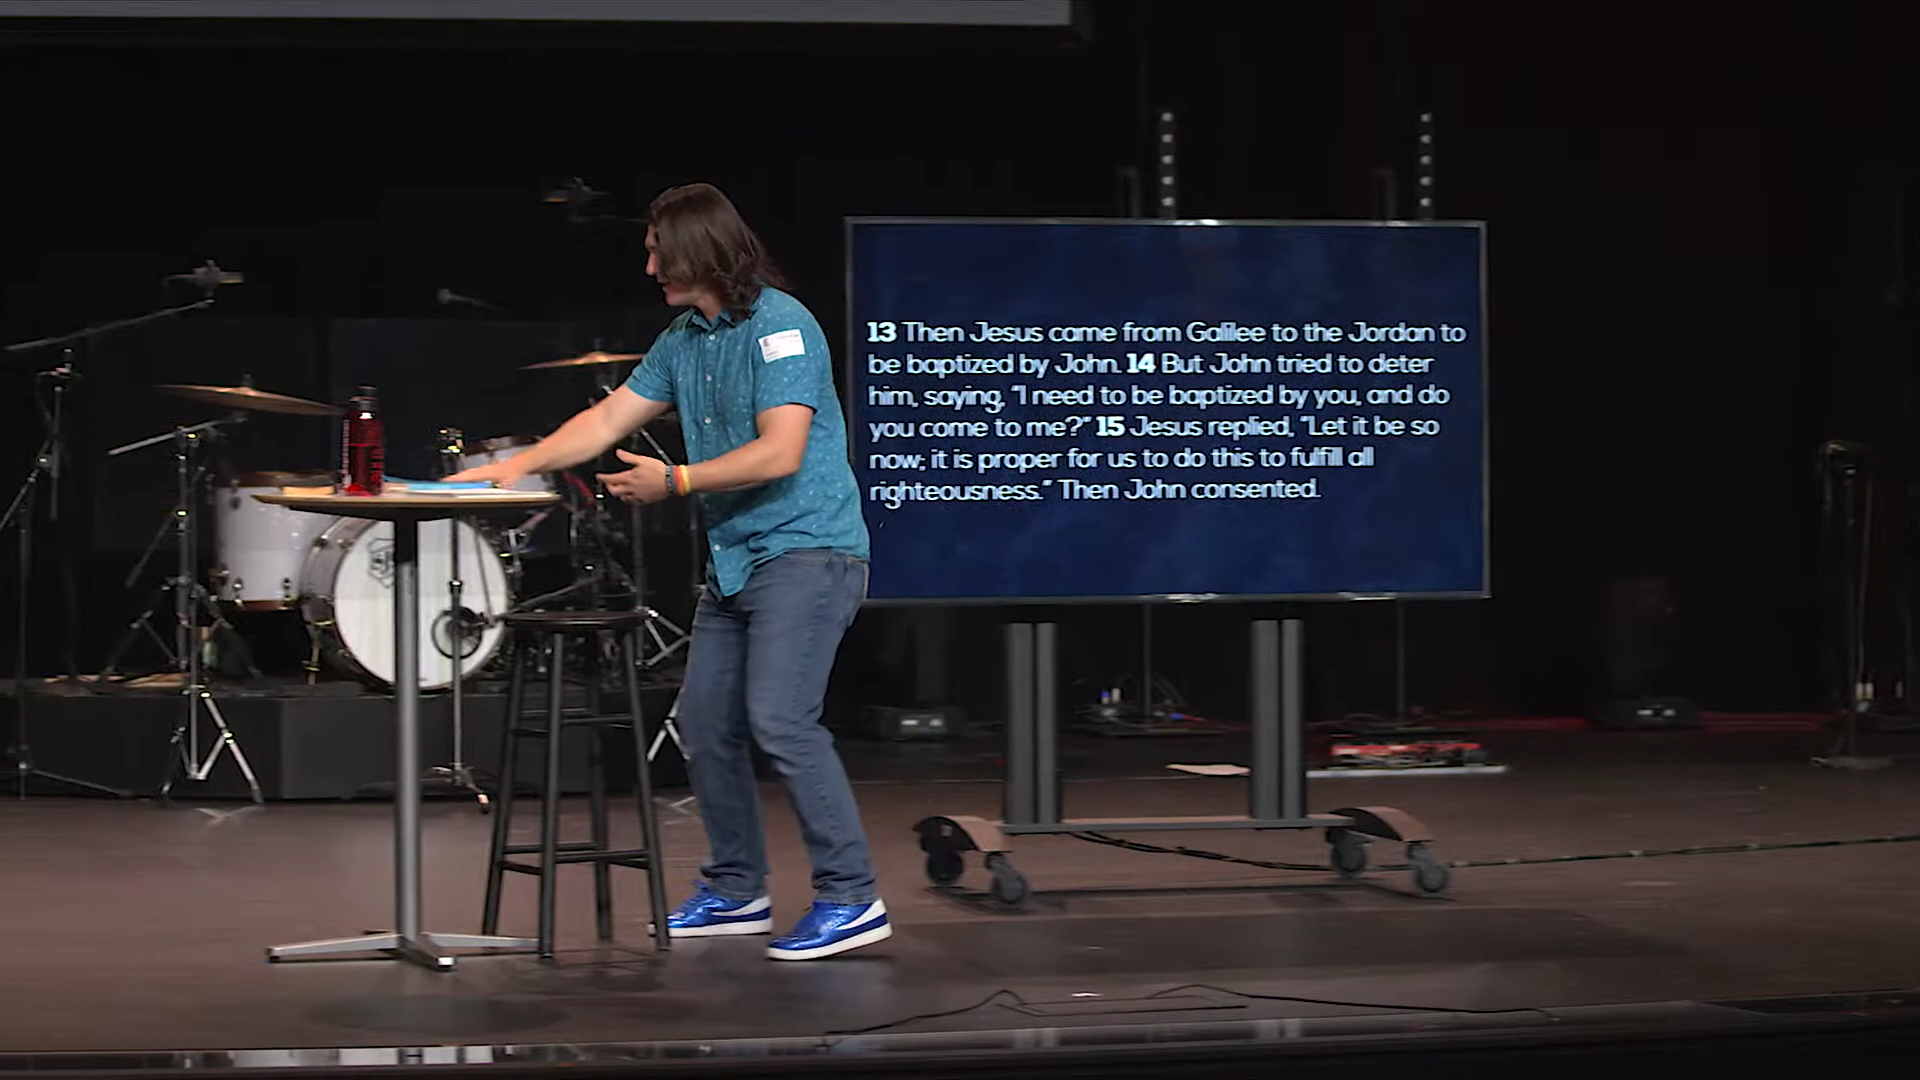 13 Then Jesus came from Galilee to the Jordan to
be baptized by John. 14 But John tried to deter
him, saying, "I need to be baptized by you, and do
you come to me?" 15 Jesus replied, "Let it be so
now; it is proper for us to do this to fulfill all
righteousness." Then John consented.